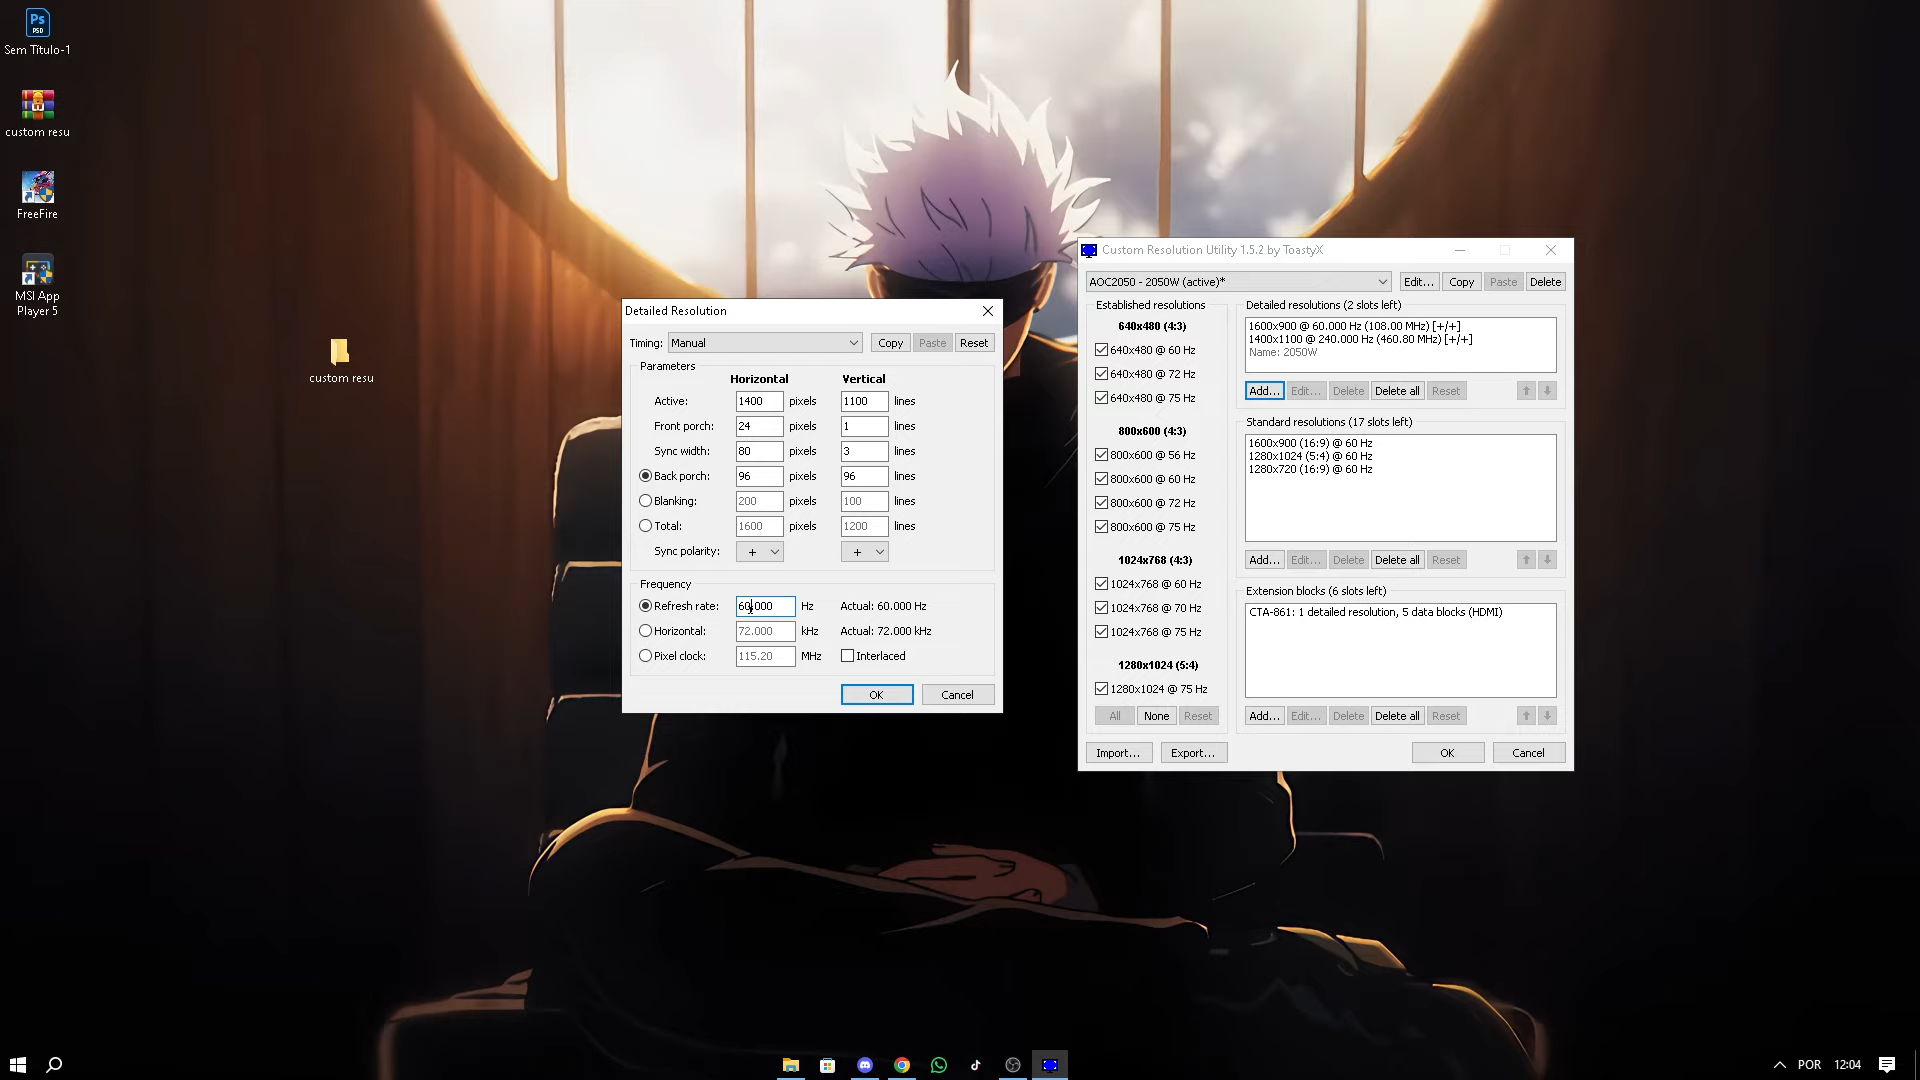 Sem Título-1
custom resu
FreeFire
MSI App
Player 5
custom resu
Detailed Resolution
Timing: Manual Copy Paste Reset
Parameters
Horizontal Vertical
Active: 1400 pixels 1100 lines
Front porch: 24 pixels 1 lines
Sync width: 80 pixels 3 lines
Back porch: 96 pixels 96 lines
Blanking: 200 pixels 100 lines
Total: 1600 pixels 1200 lines
Sync polarity: + +
Frequency
Refresh rate: 60.000 Hz Actual: 60.000 Hz
Horizontal: 72.000 kHz Actual: 72.000 kHz
Pixel clock: 115.20 MHz Interlaced
OK Cancel
Custom Resolution Utility 1.5.2 by ToastyX
AOC2050 - 2050W (active)* Edit... Copy Paste Delete
Established resolutions
640x480 (4:3)
640x480 @ 60 Hz
640x480 @ 72 Hz
640x480 @ 75 Hz
800x600 (4:3)
800x600 @ 56 Hz
800x600 @ 60 Hz
800x600 @ 72 Hz
800x600 @ 75 Hz
1024x768 (4:3)
1024x768 @ 60 Hz
1024x768 @ 70 Hz
1024x768 @ 75 Hz
1280x1024 (5:4)
1280x1024 @ 75 Hz
All None Reset
Detailed resolutions (2 slots left)
1600x900 @ 60.000 Hz (108.00 MHz) [+/+]
1400x1100 @ 240.000 Hz (460.80 MHz) [+/+]
Name: 2050W
Add... Edit... Delete Delete all Reset
Standard resolutions (17 slots left)
1600x900 (16:9) @ 60 Hz
1280x1024 (5:4) @ 60 Hz
1280x720 (16:9) @ 60 Hz
Add... Edit... Delete Delete all Reset
Extension blocks (6 slots left)
CTA-861: 1 detailed resolution, 5 data blocks (HDMI)
Add... Edit... Delete Delete all Reset
Import... Export... OK Cancel
POR 12:04